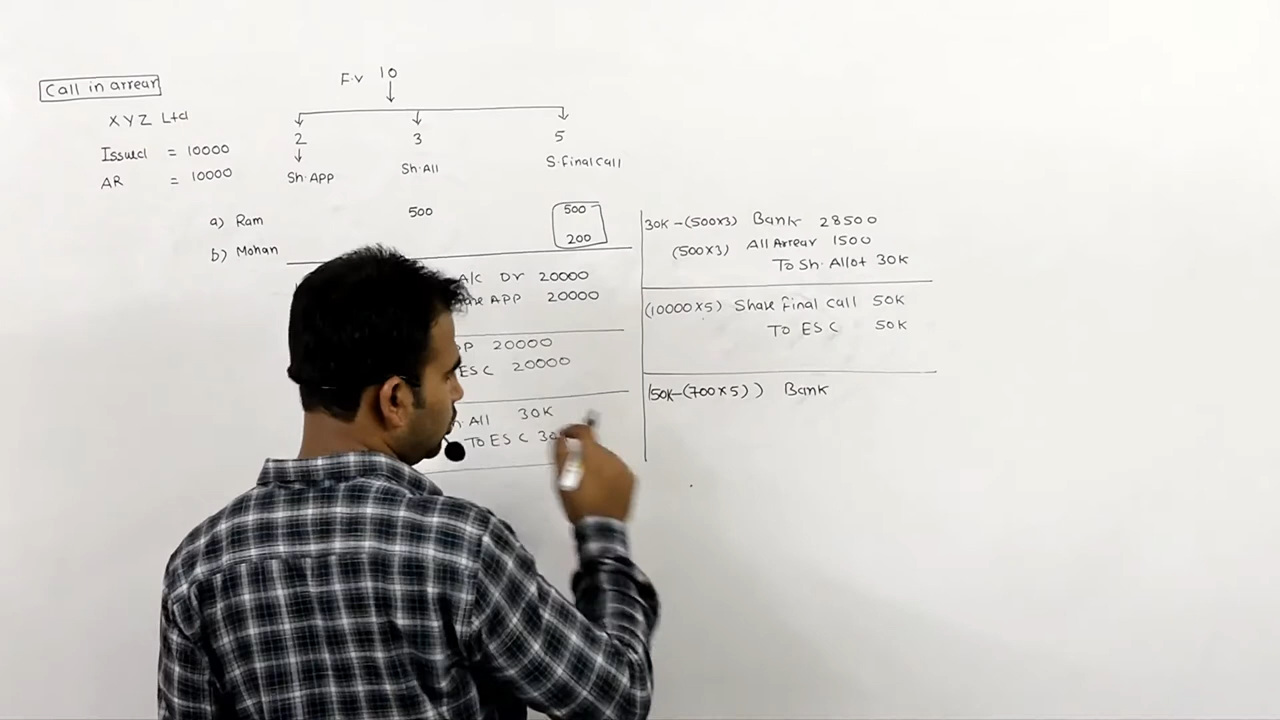 Call in arrear
F.v 10
XYZ Ltd
Issued = 10000
AR = 10000
2 3 5
Sh.APP Sh.All S.final call
a) Ram 500 500
b) Mohan 200
A/c Dr 20000
APP 20000
20000
ESC 20000
All 30K
To ESC
30K-(500x3) Bank 28500
(500x3) All Arrear 1500
To Sh.Allot 30K
(10000x5) Share final call 50K
To ESC 50K
(50K-(700x5)) Bank